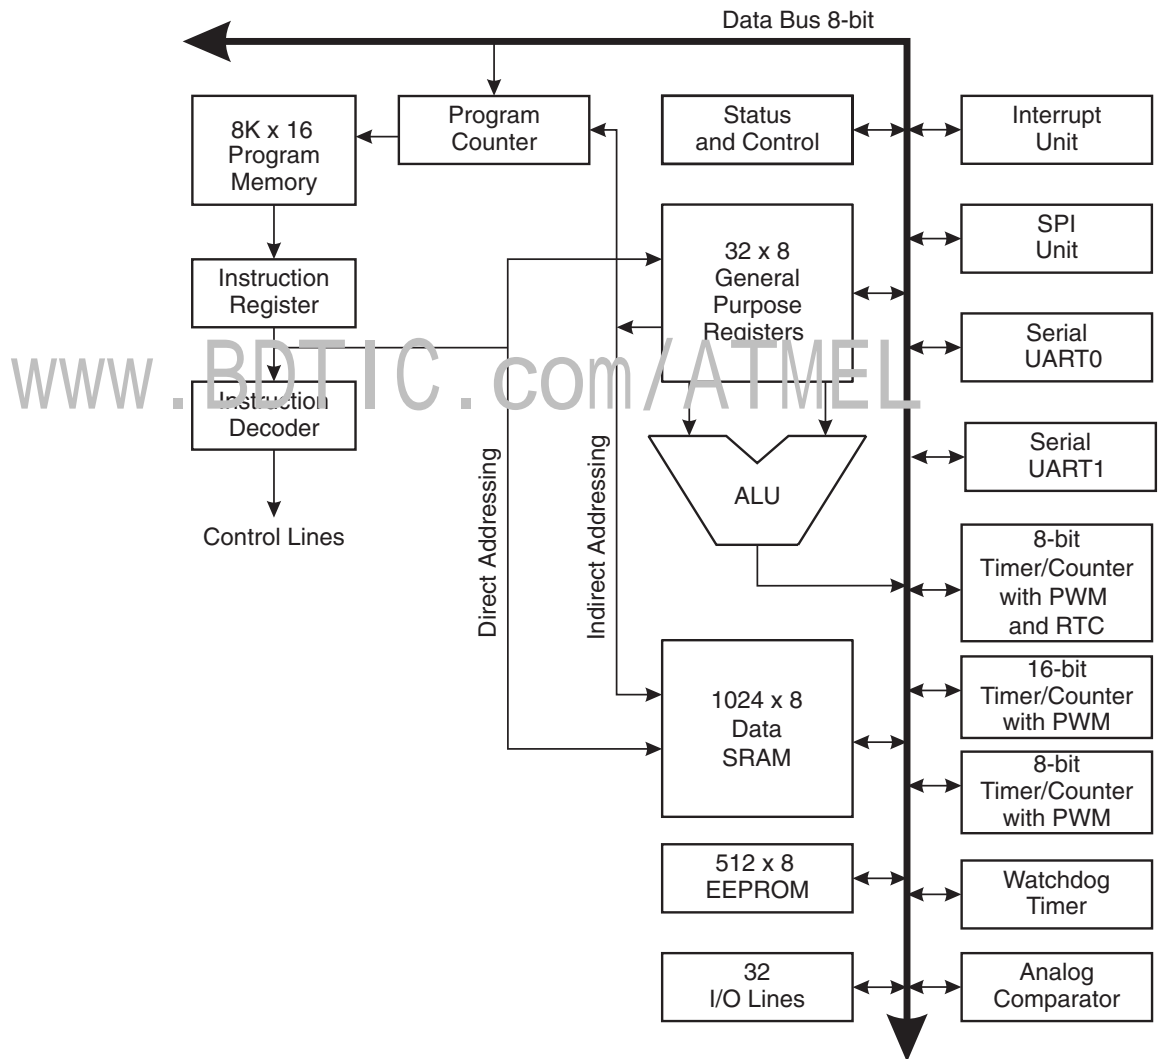 Data Bus 8-bit
8K x 16
Program
Memory
Program
Counter
Status
and Control
Interrupt
Unit
Instruction
Register
32 x 8
General
Purpose
Registers
SPI
Unit
Serial
UART0
www.BDTIC.com/ATMEL
Instruction
Decoder
Control Lines
Direct Addressing
Indirect Addressing
ALU
Serial
UART1
8-bit
Timer/Counter
with PWM
and RTC
1024 x 8
Data
SRAM
16-bit
Timer/Counter
with PWM
8-bit
Timer/Counter
with PWM
512 x 8
EEPROM
Watchdog
Timer
32
I/O Lines
Analog
Comparator